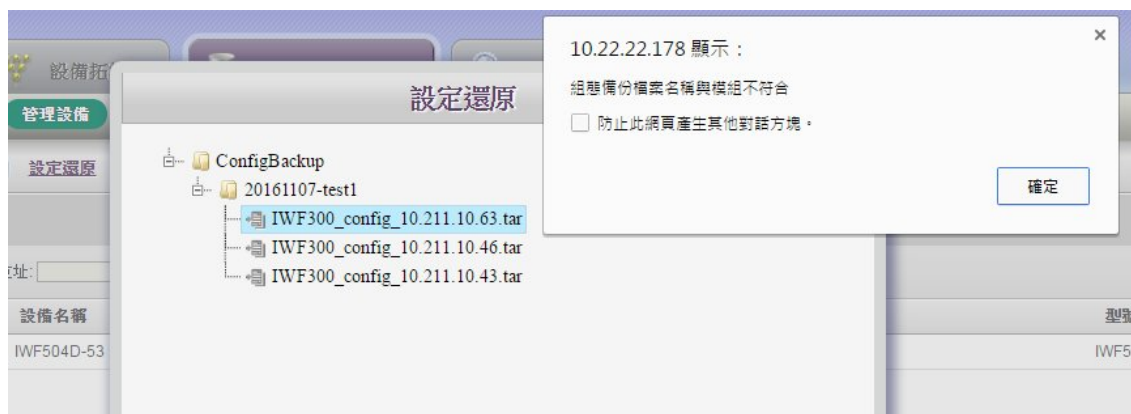 設備拓
管理設備
設定還原
設定還原
ConfigBackup
20161107-test1
IWF300_config_10.211.10.63.tar
IWF300_config_10.211.10.46.tar
IWF300_config_10.211.10.43.tar
10.22.22.178 顯示：
組態備份檔案名稱與模組不符合
防止此網頁產生其他對話方塊。
確定
址:
設備名稱
型號
IWF504D-53
IWF5